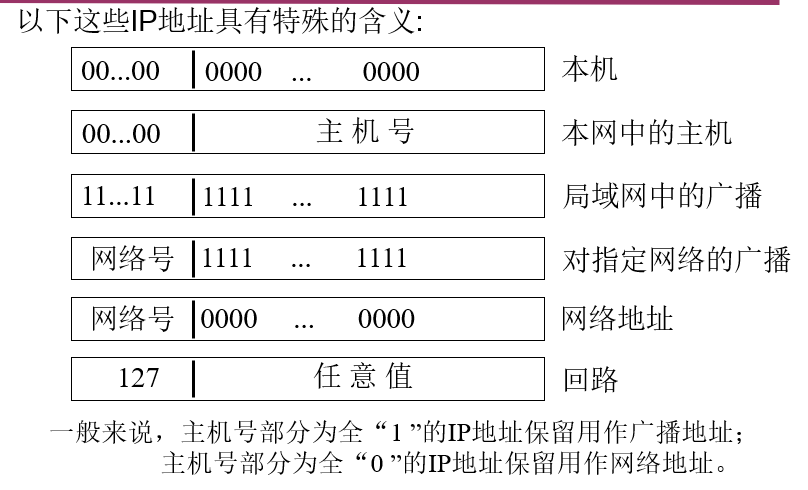 以下这些IP地址具有特殊的含义:
00...00 0000 ... 0000 本机
00...00 主 机 号 本网中的主机
11...11 1111 ... 1111 局域网中的广播
网络号 1111 ... 1111 对指定网络的广播
网络号 0000 ... 0000 网络地址
127 任 意 值 回路
一般来说，主机号部分为全“1 ”的IP地址保留用作广播地址；
主机号部分为全“0 ”的IP地址保留用作网络地址。